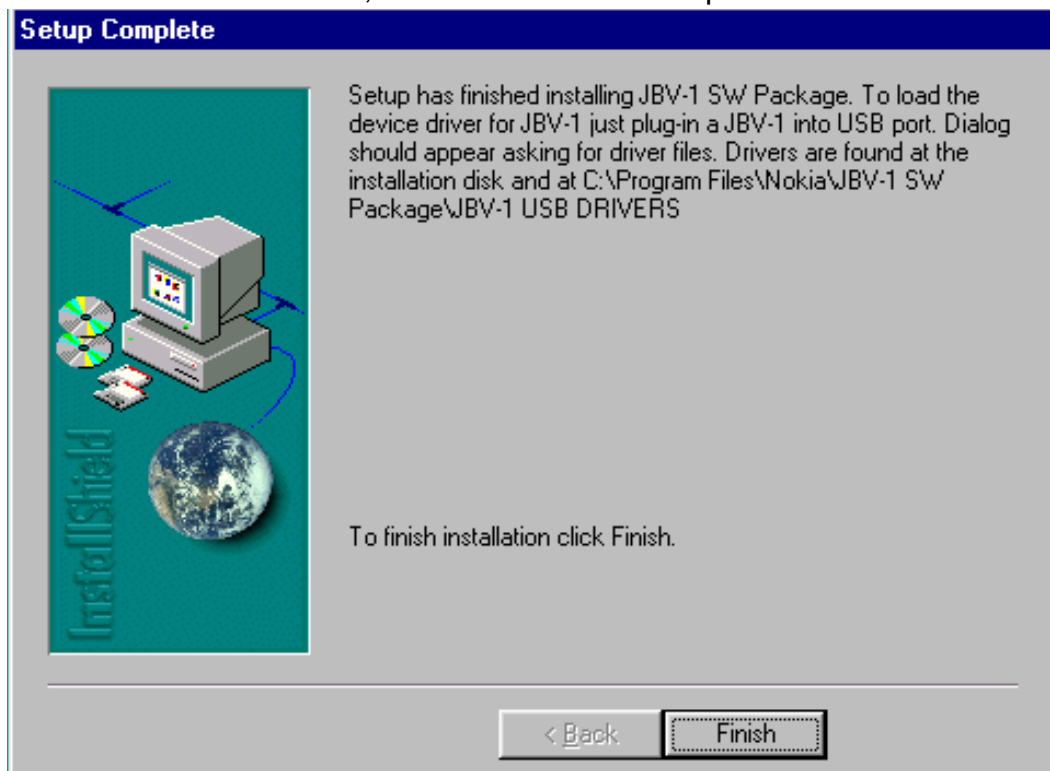 Setup Complete
Setup has finished installing JBV-1 SW Package. To load the
device driver for JBV-1 just plug-in a JBV-1 into USB port. Dialog
should appear asking for driver files. Drivers are found at the
installation disk and at C:\Program Files\Nokia\JBV-1 SW
Package\JBV-1 USB DRIVERS
InstallShield
To finish installation click Finish.
< Back
Finish